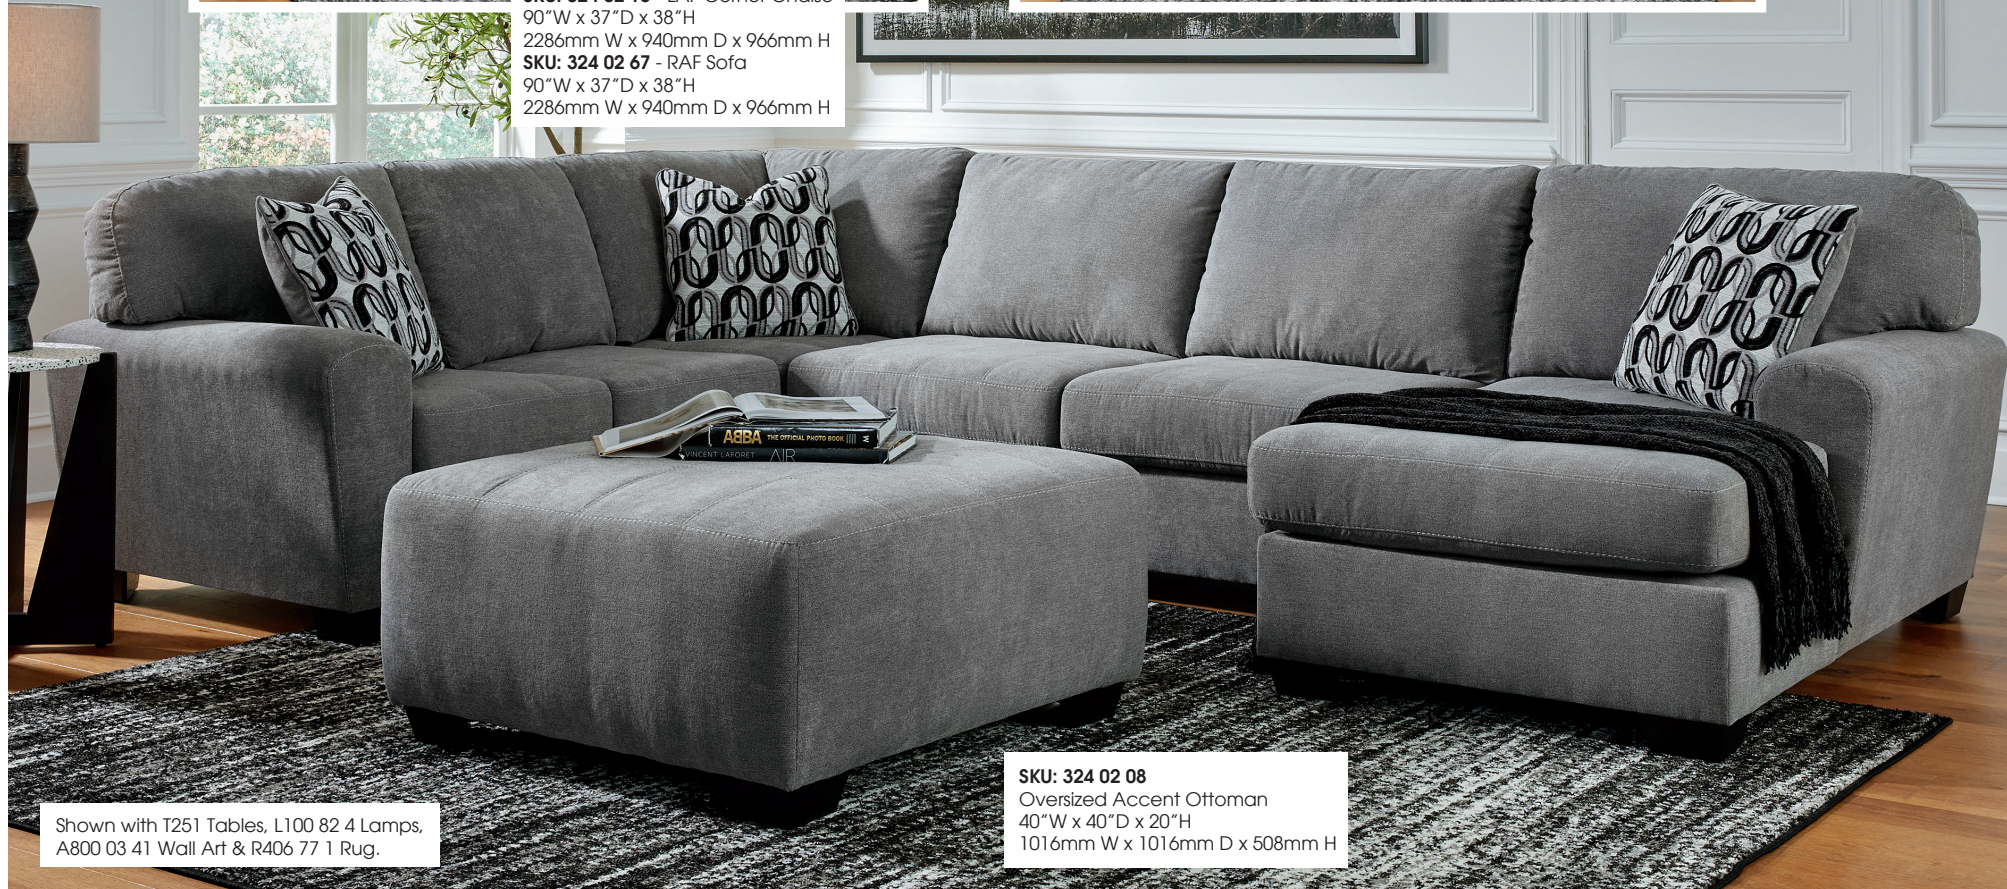 90"W x 37"D x 38"H
2286mm W x 940mm D x 966mm H
SKU: 324 02 67 - RAF Sofa
90"W x 37"D x 38"H
2286mm W x 940mm D x 966mm H
ABBA THE OFFICIAL PHOTO BOOK
VINCENT LAFORET AIR
SKU: 324 02 08
Oversized Accent Ottoman
40"W x 40"D x 20"H
1016mm W x 1016mm D x 508mm H
Shown with T251 Tables, L100 82 4 Lamps,
A800 03 41 Wall Art & R406 77 1 Rug.